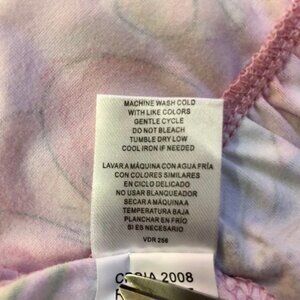 MACHINE WASH COLD
WITH LIKE COLORS
GENTLE CYCLE
DO NOT BLEACH
TUMBLE DRY LOW
COOL IRON IF NEEDED
LAVAR A MÁQUINA CON AGUA FRÍA
CON COLORES SIMILARES
EN CICLO DELICADO
NO USAR BLANQUEADOR
SECAR A MÁQUINA A
TEMPERATURA BAJA
PLANCHAR EN FRÍO
SI ES NECESARIO
VDR 256
2008